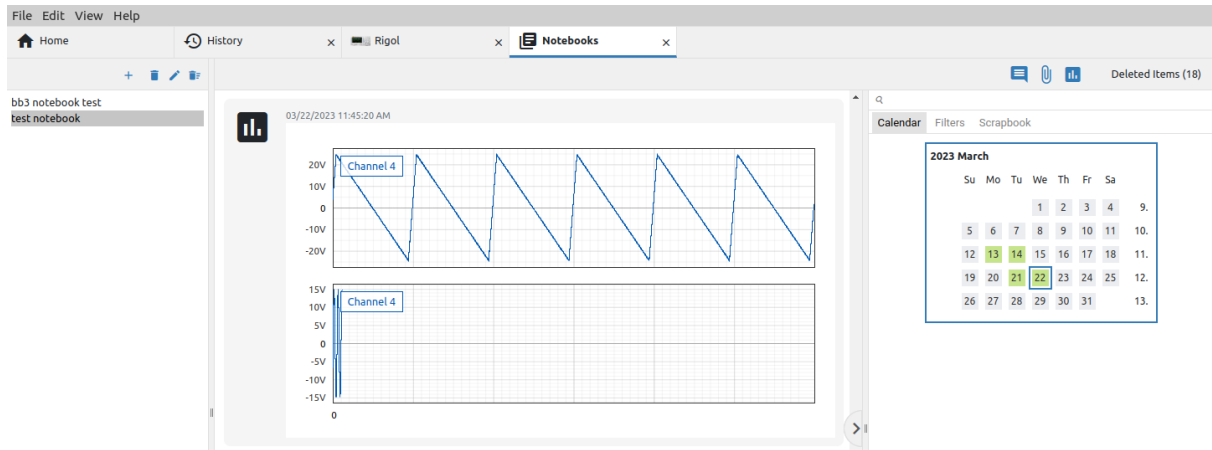 File Edit View Help
Home History x Rigol x Notebooks x
+ Deleted Items (18)
bb3 notebook test
test notebook
03/22/2023 11:45:20 AM
Channel 4
20V
10V
0
-10V
-20V
Channel 4
15V
10V
5V
0
-5V
-10V
-15V
0
Calendar Filters Scrapbook
2023 March
Su Mo Tu We Th Fr Sa
1 2 3 4 9.
5 6 7 8 9 10 11 10.
12 13 14 15 16 17 18 11.
19 20 21 22 23 24 25 12.
26 27 28 29 30 31 13.